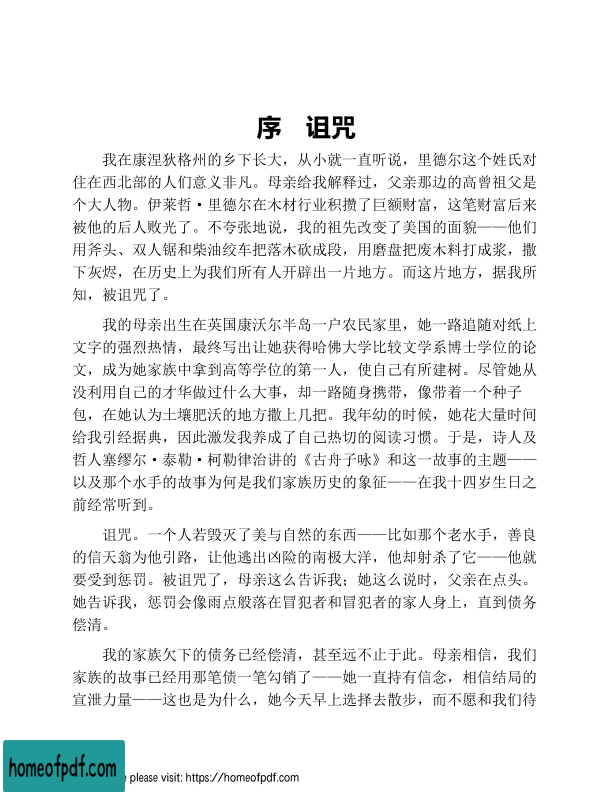 序　诅咒
我在康涅狄格州的乡下长大，从小就一直听说，里德尔这个姓氏对
住在西北部的人们意义非凡。母亲给我解释过，父亲那边的高曾祖父是
个大人物。伊莱哲·里德尔在木材行业积攒了巨额财富，这笔财富后来
被他的后人败光了。不夸张地说，我的祖先改变了美国的面貌——他们
用斧头、双人锯和柴油绞车把落木砍成段，用磨盘把废木料打成浆，撒
下灰烬，在历史上为我们所有人开辟出一片地方。而这片地方，据我所
知，被诅咒了。
我的母亲出生在英国康沃尔半岛一户农民家里，她一路追随对纸上
文字的强烈热情，最终写出让她获得哈佛大学比较文学系博士学位的论
文，成为她家族中拿到高等学位的第一人，使自己有所建树。尽管她从
没利用自己的才华做过什么大事，却一路随身携带，像带着一个种子
包，在她认为土壤肥沃的地方撒上几把。我年幼的时候，她花大量时间
给我引经据典，因此激发我养成了自己热切的阅读习惯。于是，诗人及
哲人塞缪尔·泰勒·柯勒律治讲的《古舟子咏》和这一故事的主题——
以及那个水手的故事为何是我们家族历史的象征——在我十四岁生日之
前经常听到。
诅咒。一个人若毁灭了美与自然的东西——比如那个老水手，善良
的信天翁为他引路，让他逃出凶险的南极大洋，他却射杀了它——他就
要受到惩罚。被诅咒了，母亲这么告诉我；她这么说时，父亲在点头。
她告诉我，惩罚会像雨点般落在冒犯者和冒犯者的家人身上，直到债务
偿清。
我的家族欠下的债务已经偿清，甚至远不止于此。母亲相信，我们
家族的故事已经用那笔债一笔勾销了——她一直持有信念，相信结局的
宣泄力量——这也是为什么，她今天早上选择去散步，而不愿和我们待
homeofpdf.com
e please visit: https://homeofpdf.com